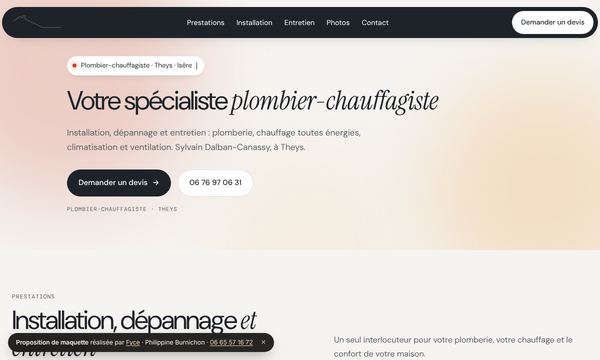 Prestations Installation Entretien Photos Contact Demander un devis
Plombier-chauffagiste · Theys · Isère |
Votre spécialiste plombier-chauffagiste
Installation, dépannage et entretien : plomberie, chauffage toutes énergies,
climatisation et ventilation. Sylvain Dalban-Canassy, à Theys.
Demander un devis → 06 76 97 06 31
PLOMBIER-CHAUFFAGISTE · THEYS
PRESTATIONS
Installation, dépannage et
entretien
Un seul interlocuteur pour votre plomberie, votre chauffage et le
confort de votre maison.
Proposition de maquette réalisée par Fyce · Philippine Burnichon · 06 65 57 16 72 ×